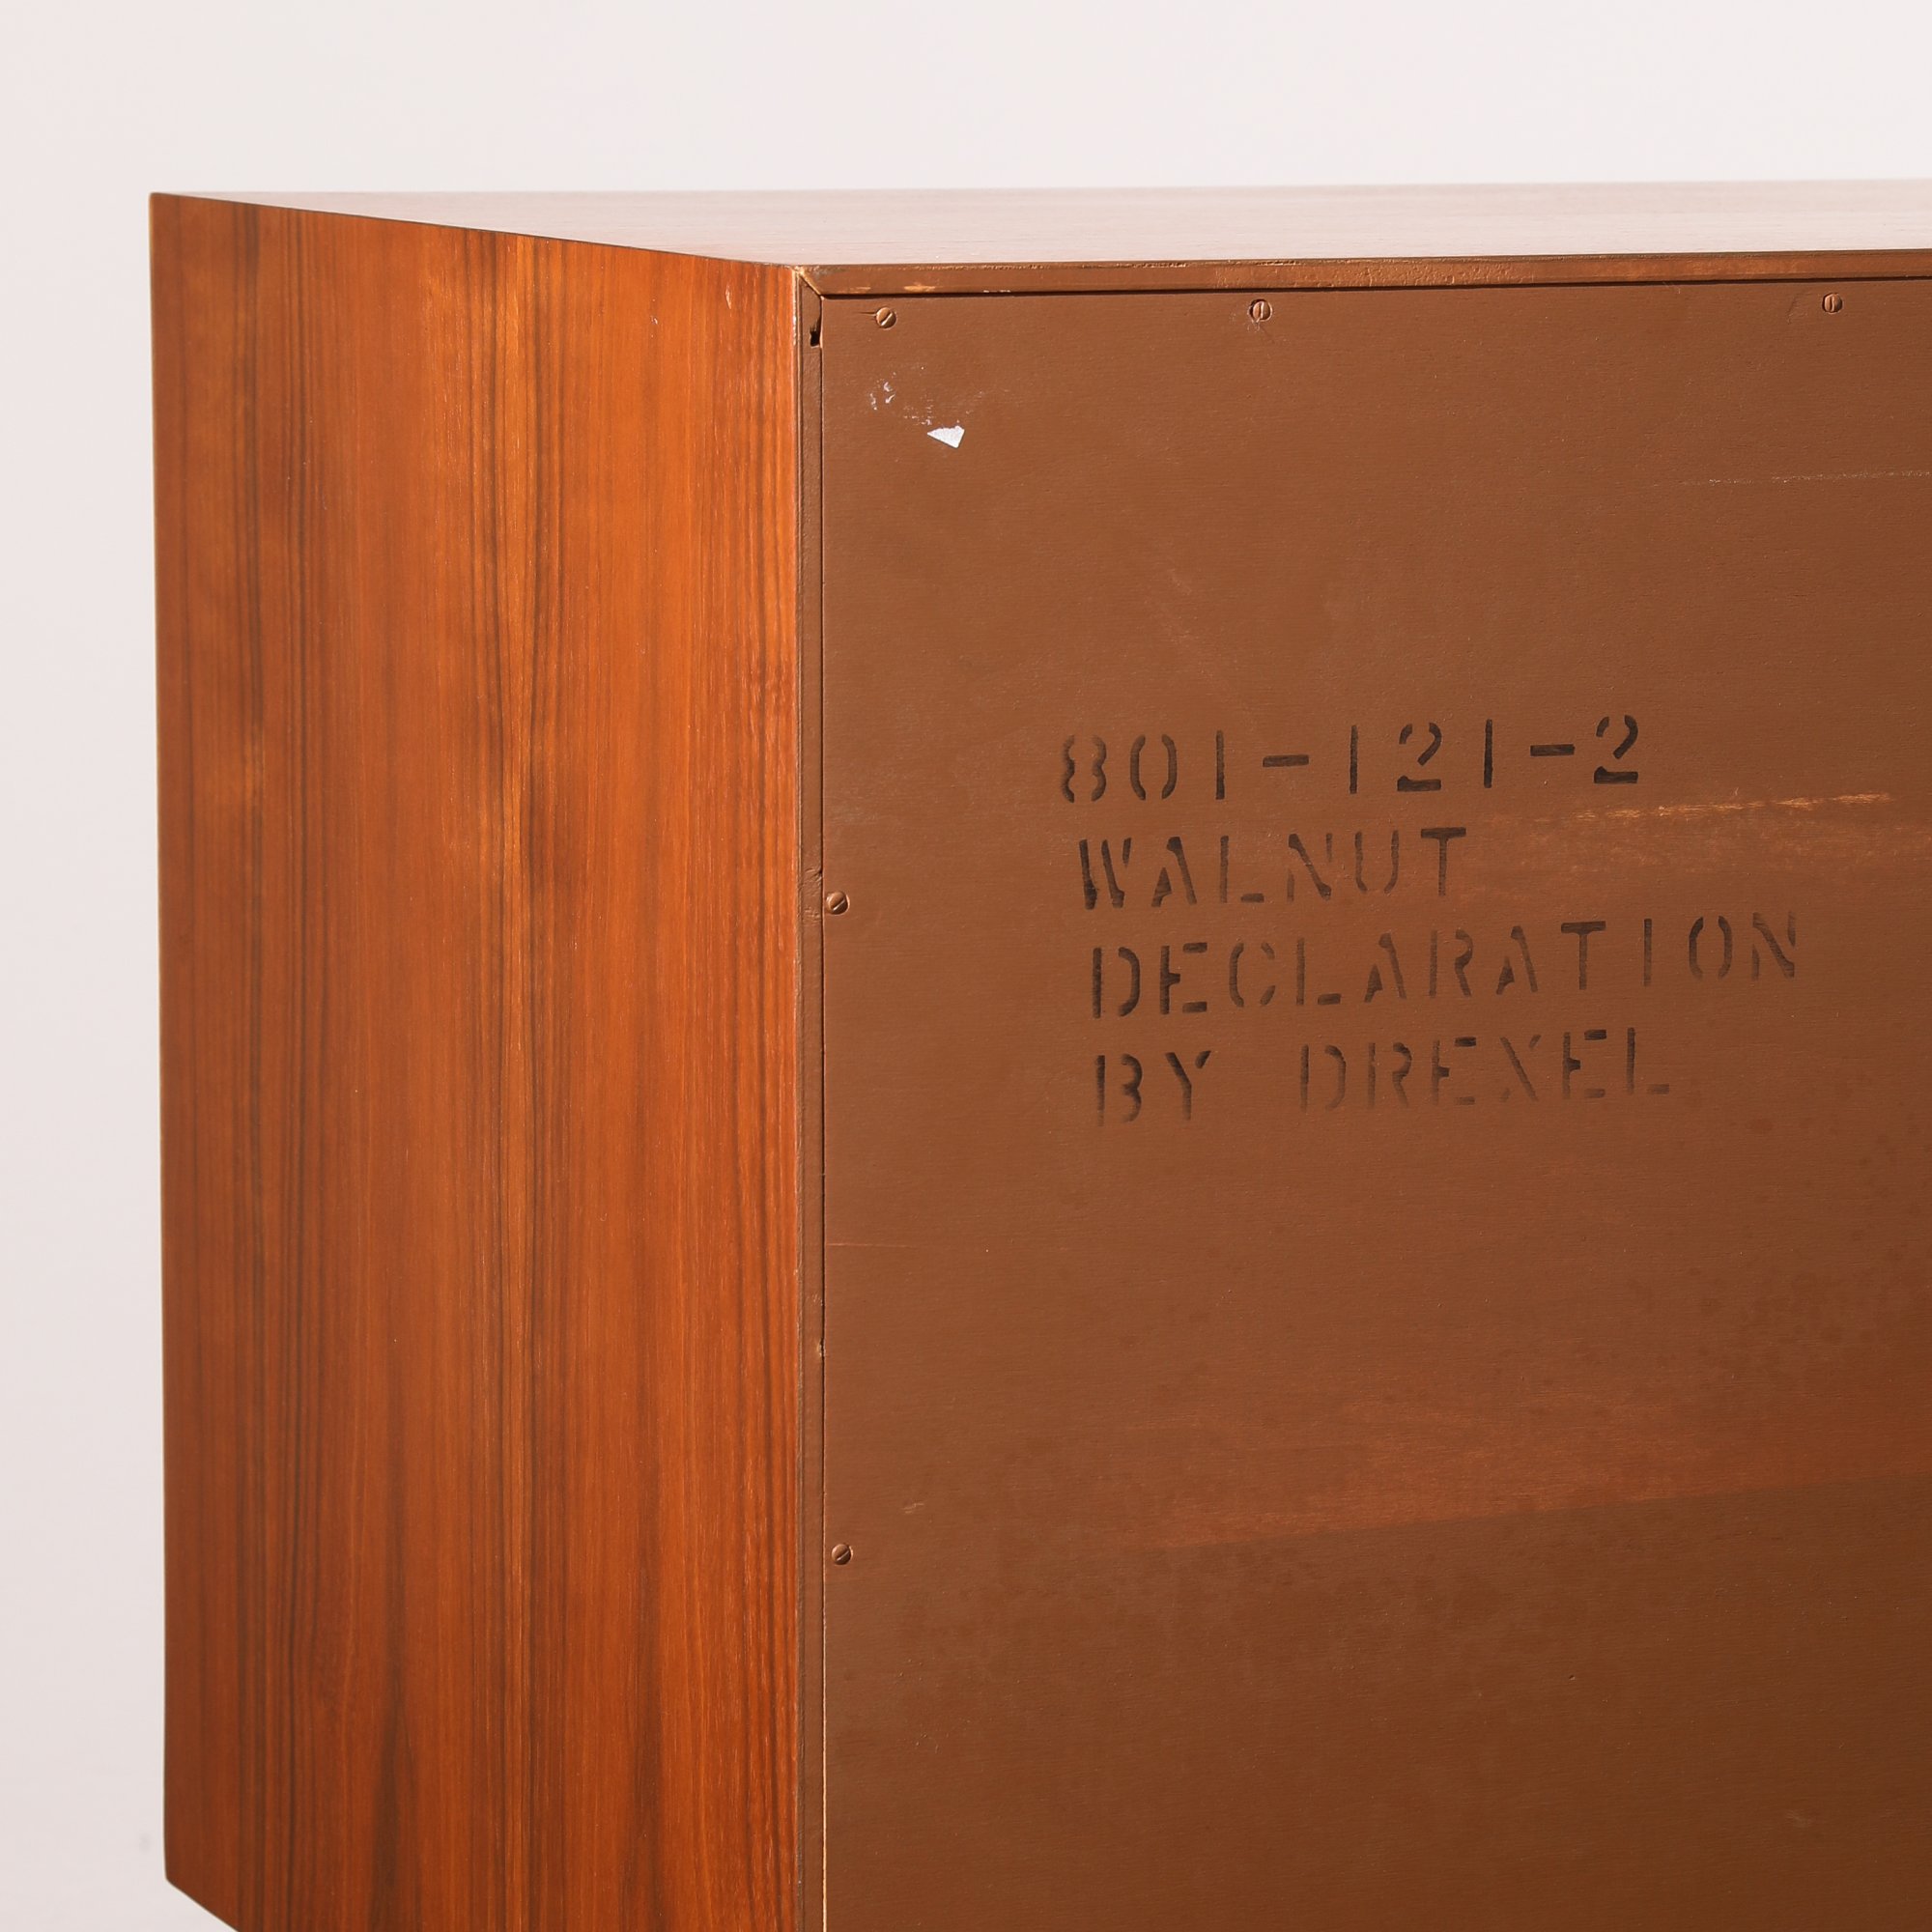 801-121-2
WALNUT
DECLARATION
BY DREXEL